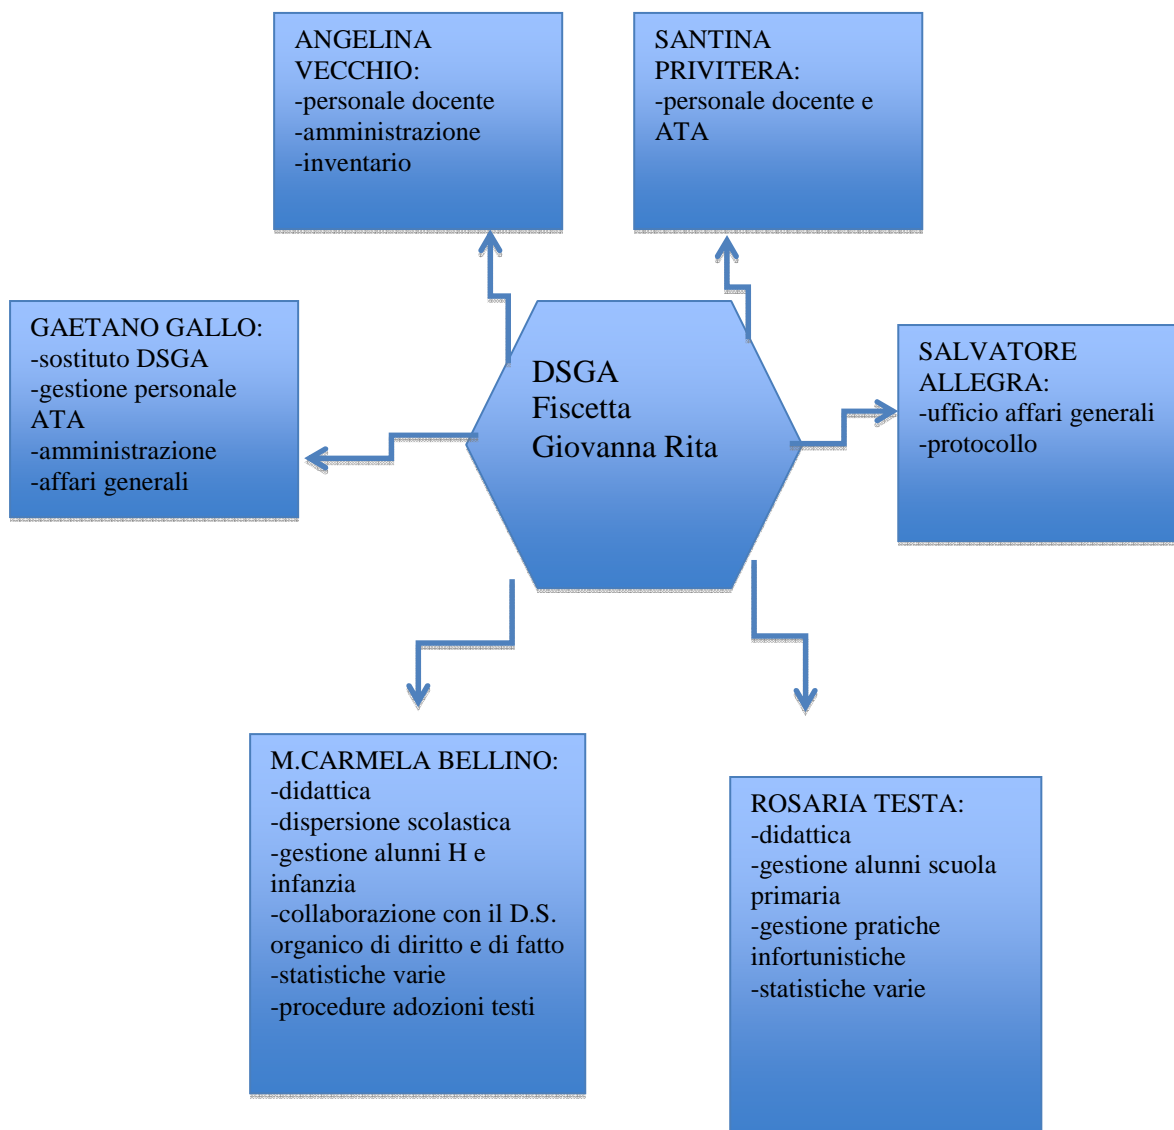 ANGELINA
VECCHIO:
-personale docente
-amministrazione
-inventario
SANTINA
PRIVITERA:
-personale docente e
ATA
GAETANO GALLO:
-sostituto DSGA
-gestione personale
ATA
-amministrazione
-affari generali
DSGA
Fiscetta
Giovanna Rita
SALVATORE
ALLEGRA:
-ufficio affari generali
-protocollo
M.CARMELA BELLINO:
-didattica
-dispersione scolastica
-gestione alunni H e
infanzia
-collaborazione con il D.S.
organico di diritto e di fatto
-statistiche varie
-procedure adozioni testi
ROSARIA TESTA:
-didattica
-gestione alunni scuola
primaria
-gestione pratiche
infortunistiche
-statistiche varie